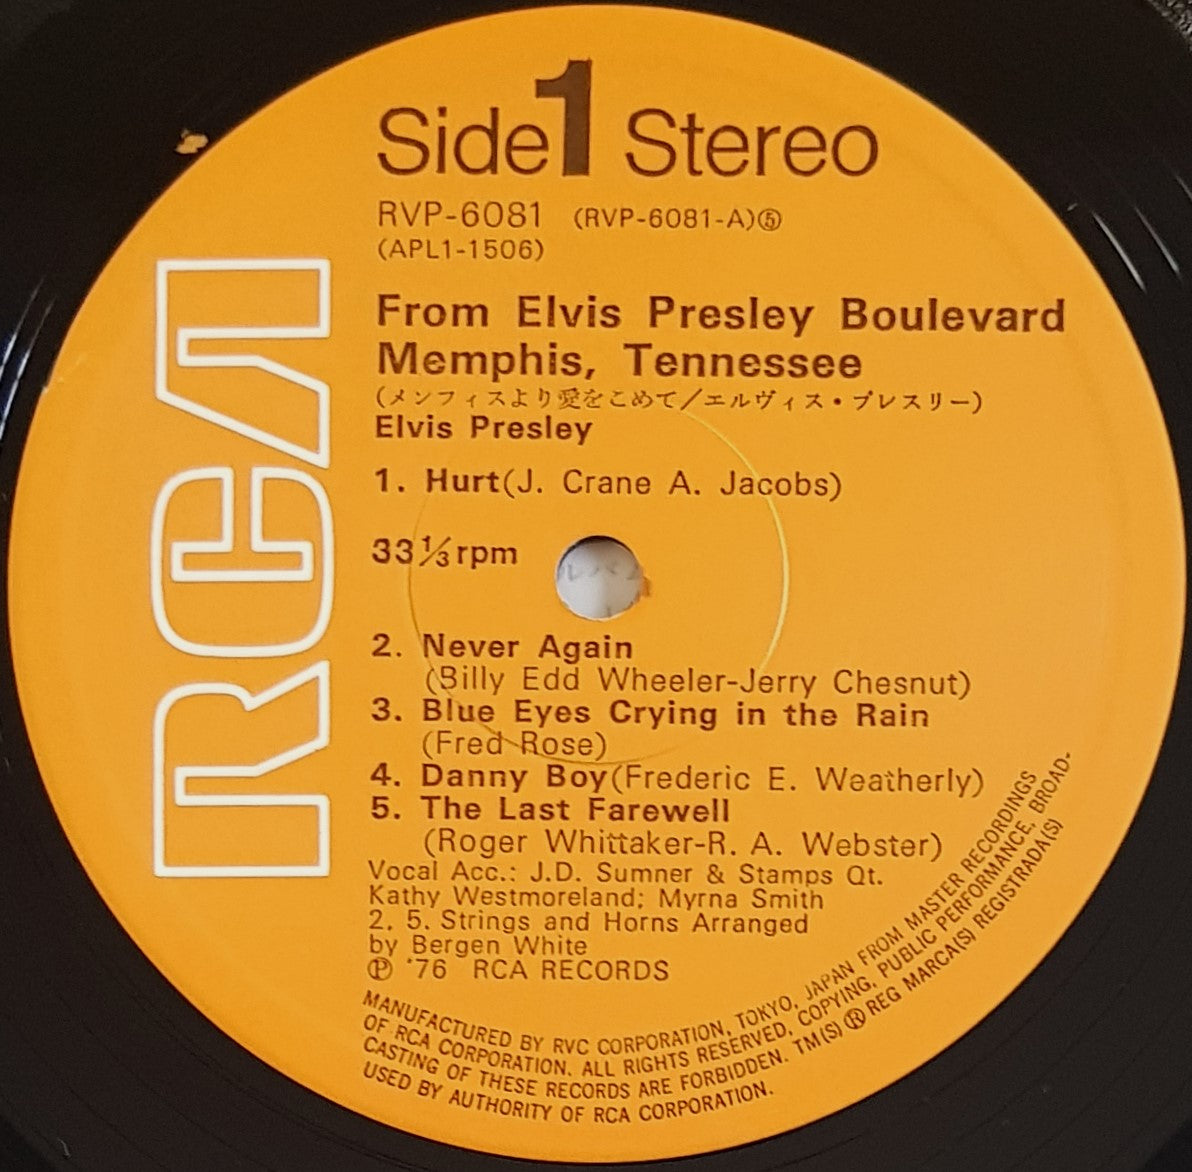 Side 1 Stereo
RVP-6081 (RVP-6081-A)⑤
(APL1-1506)
From Elvis Presley Boulevard
Memphis, Tennessee
(メンフィスより愛をこめて/エルヴィス・プレスリー)
Elvis Presley
1. Hurt(J. Crane A. Jacobs)
33 1/3 rpm
2. Never Again
(Billy Edd Wheeler-Jerry Chesnut)
3. Blue Eyes Crying in the Rain
(Fred Rose)
4. Danny Boy(Frederic E. Weatherly)
5. The Last Farewell
(Roger Whittaker-R. A. Webster)
Vocal Acc.: J.D. Sumner & Stamps Qt.
Kathy Westmoreland; Myrna Smith
2. 5. Strings and Horns Arranged
by Bergen White
Ⓟ '76 RCA RECORDS
RCA
MANUFACTURED BY RVC CORPORATION, TOKYO, JAPAN FROM MASTER RECORDINGS
OF RCA CORPORATION. ALL RIGHTS RESERVED, COPYING, PUBLIC PERFORMANCE, BROAD-
CASTING OF THESE RECORDS ARE FORBIDDEN. TM(S) ® REG MARCA(S) REGISTRADA(S)
USED BY AUTHORITY OF RCA CORPORATION.